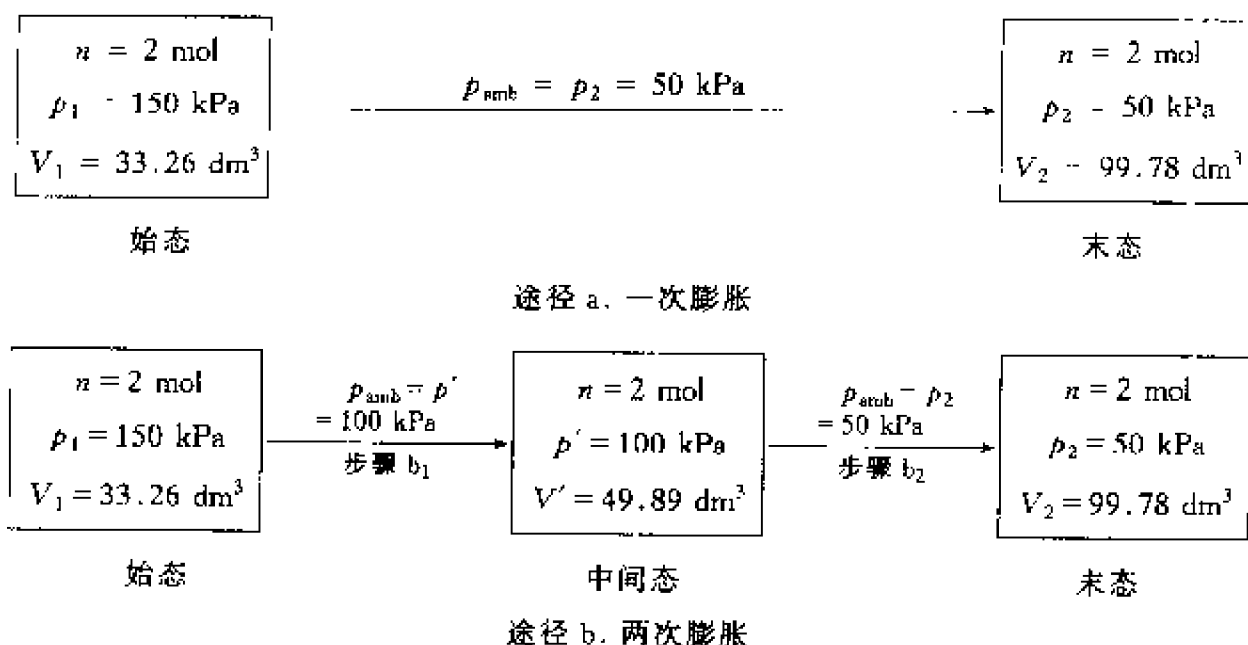 n = 2 mol
p₁ - 150 kPa
V₁ = 33.26 dm³
始态
p_amb = p₂ = 50 kPa
n = 2 mol
p₂ - 50 kPa
V₂ - 99.78 dm³
末态
途径 a. 一次膨胀
n = 2 mol
p₁ = 150 kPa
V₁ = 33.26 dm³
始态
p_amb = p′
= 100 kPa
步骤 b₁
n = 2 mol
p′ = 100 kPa
V′ = 49.89 dm³
中间态
p_amb - p₂
= 50 kPa
步骤 b₂
n = 2 mol
p₂ = 50 kPa
V₂ = 99.78 dm³
末态
途径 b. 两次膨胀